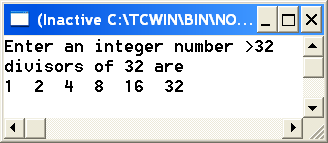 (Inactive C:\TCWIN\BIN\NO...
Enter an integer number >32
divisors of 32 are
1 2 4 8 16 32